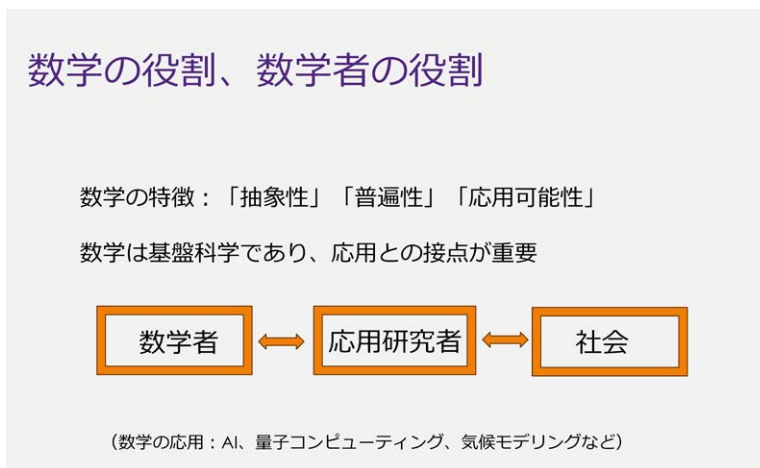 数学の役割、数学者の役割
数学の特徴：「抽象性」「普遍性」「応用可能性」
数学は基盤科学であり、応用との接点が重要
数学者 応用研究者 社会
（数学の応用：AI、量子コンピューティング、気候モデリングなど）